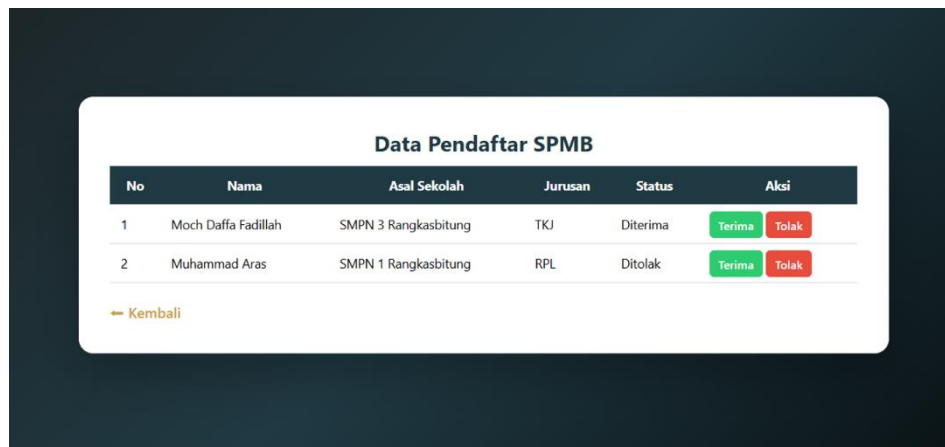 Data Pendaftar SPMB
No Nama Asal Sekolah Jurusan Status Aksi
1 Moch Daffa Fadillah SMPN 3 Rangkasbitung TKJ Diterima Terima Tolak
2 Muhammad Aras SMPN 1 Rangkasbitung RPL Ditolak Terima Tolak
← Kembali